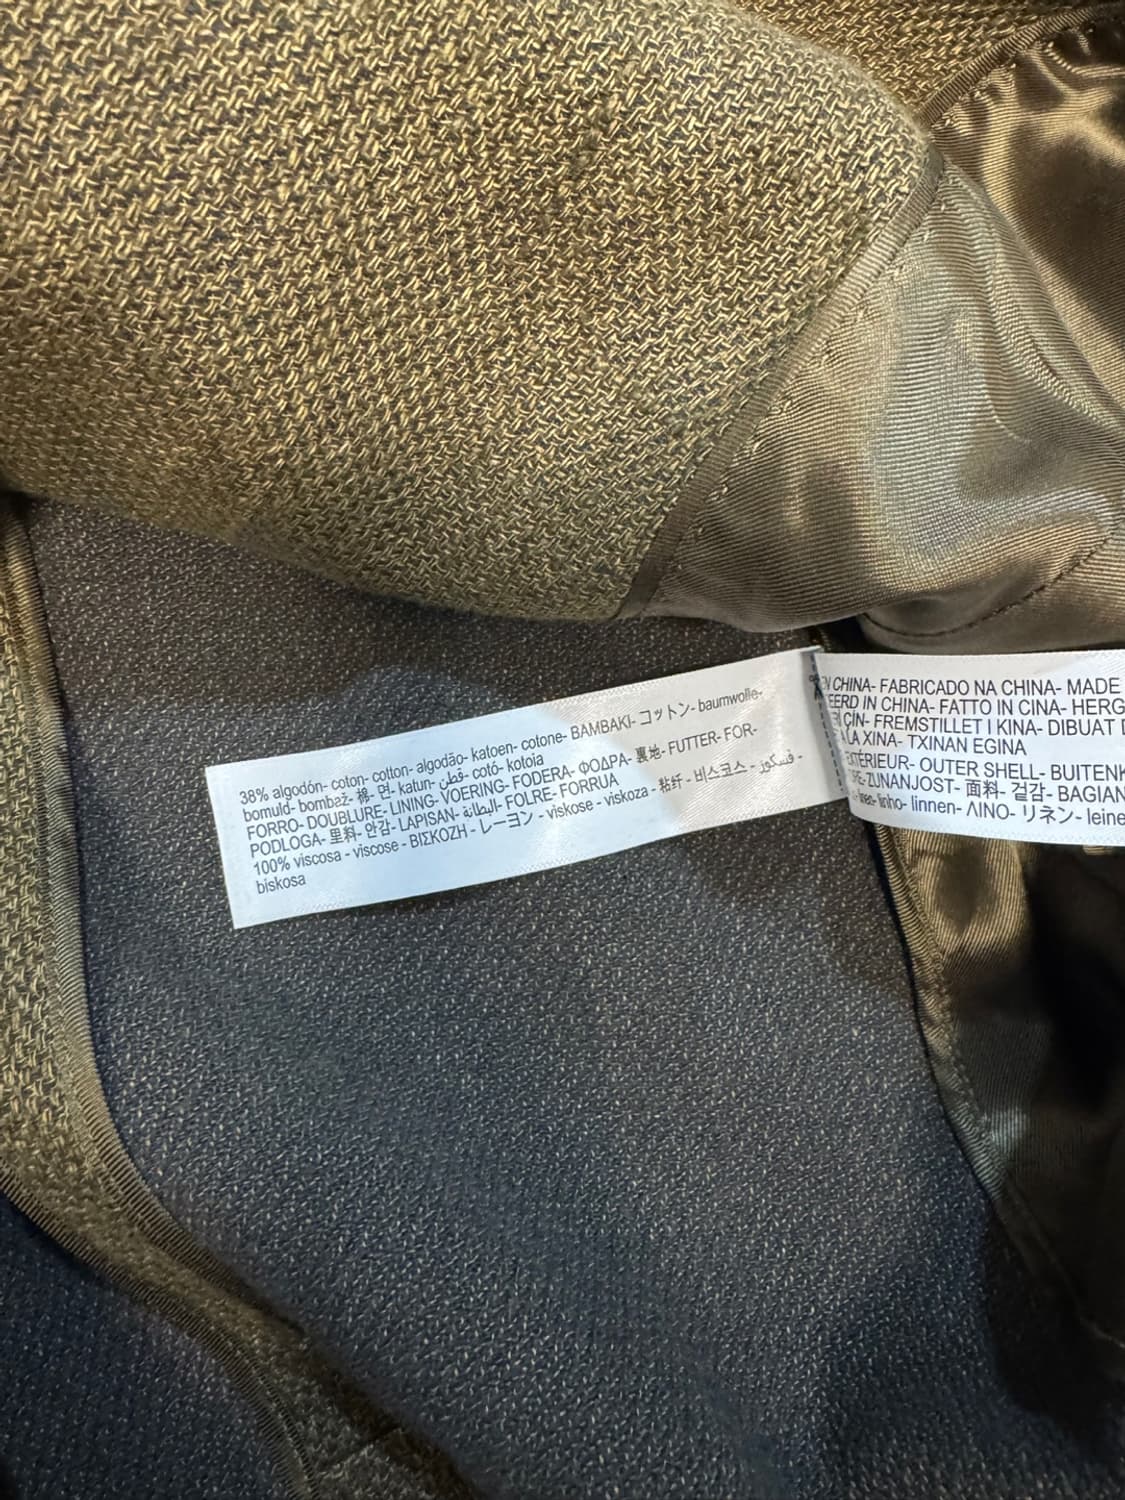 38% algodón- coton- cotton- algodão- katoen- cotone- ΒΑΜΒΑΚΙ- コットン- baumwolle-
bomuld- bombaž- 棉- 면- katun- قطن- cotó- kotoia
FORRO- DOUBLURE- LINING- VOERING- FODERA- ΦΟΔΡΑ- 裏地- FUTTER- FOR-
PODLOGA- 里料- 안감- LAPISAN- البطانة- FOLRE- FORRUA
100% viscosa - viscose - ΒΙΣΚΟΖΗ - レーヨン - viskose - viskoza - 粘纤 - 비스코스 - فسكوز -
biskosa
CHINA- FABRICADO NA CHINA- MADE
IN CHINA- FATTO IN CINA- HERG
FREMSTILLET I KINA- DIBUAT D
LA XINA- TXINAN EGINA
EXTÉRIEUR- OUTER SHELL- BUITENK
ZUNANJOST- 面料- 겉감- BAGIAN
linho- linnen- ΛΙΝΟ- リネン- leine